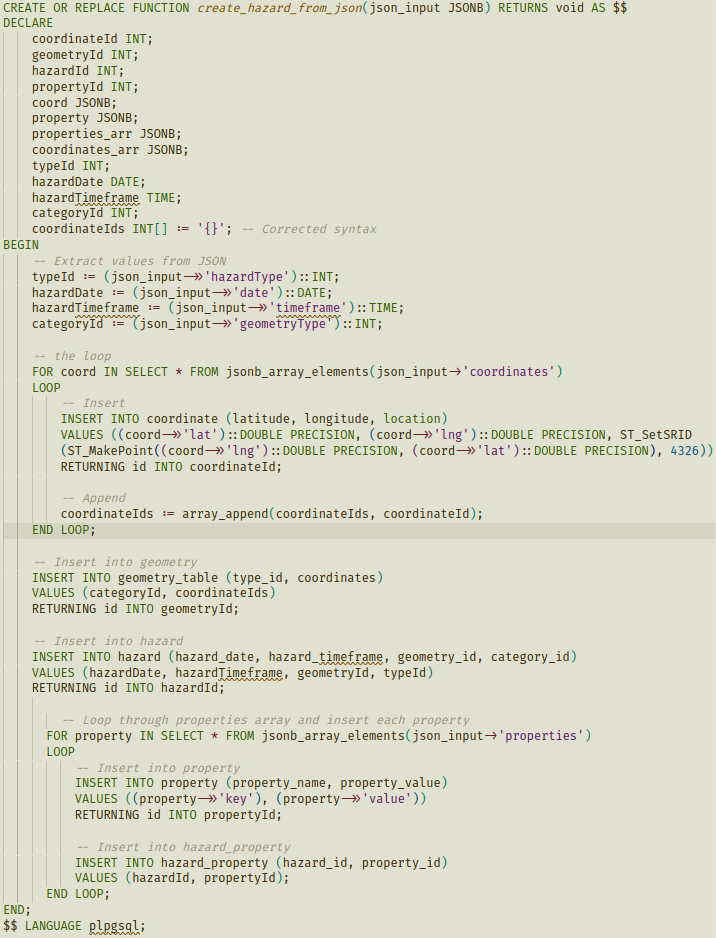 CREATE OR REPLACE FUNCTION create_hazard_from_json(json_input JSONB) RETURNS void AS $$
DECLARE
    coordinateId INT;
    geometryId INT;
    hazardId INT;
    propertyId INT;
    coord JSONB;
    property JSONB;
    properties_arr JSONB;
    coordinates_arr JSONB;
    typeId INT;
    hazardDate DATE;
    hazardTimeframe TIME;
    categoryId INT;
    coordinateIds INT[] := '{}'; -- Corrected syntax
BEGIN
    -- Extract values from JSON
    typeId := (json_input->>'hazardType')::INT;
    hazardDate := (json_input->>'date')::DATE;
    hazardTimeframe := (json_input->>'timeframe')::TIME;
    categoryId := (json_input->>'geometryType')::INT;

    -- the loop
    FOR coord IN SELECT * FROM jsonb_array_elements(json_input->'coordinates')
    LOOP
        -- Insert
        INSERT INTO coordinate (latitude, longitude, location)
        VALUES ((coord->>'lat')::DOUBLE PRECISION, (coord->>'lng')::DOUBLE PRECISION, ST_SetSRID
        (ST_MakePoint((coord->>'lng')::DOUBLE PRECISION, (coord->>'lat')::DOUBLE PRECISION), 4326))
        RETURNING id INTO coordinateId;

        -- Append
        coordinateIds := array_append(coordinateIds, coordinateId);
    END LOOP;

    -- Insert into geometry
    INSERT INTO geometry_table (type_id, coordinates)
    VALUES (categoryId, coordinateIds)
    RETURNING id INTO geometryId;

    -- Insert into hazard
    INSERT INTO hazard (hazard_date, hazard_timeframe, geometry_id, category_id)
    VALUES (hazardDate, hazardTimeframe, geometryId, typeId)
    RETURNING id INTO hazardId;

        -- Loop through properties array and insert each property
      FOR property IN SELECT * FROM jsonb_array_elements(json_input->'properties')
      LOOP
          -- Insert into property
          INSERT INTO property (property_name, property_value)
          VALUES ((property->>'key'), (property->>'value'))
          RETURNING id INTO propertyId;

          -- Insert into hazard_property
          INSERT INTO hazard_property (hazard_id, property_id)
          VALUES (hazardId, propertyId);
      END LOOP;
END;
$$ LANGUAGE plpgsql;